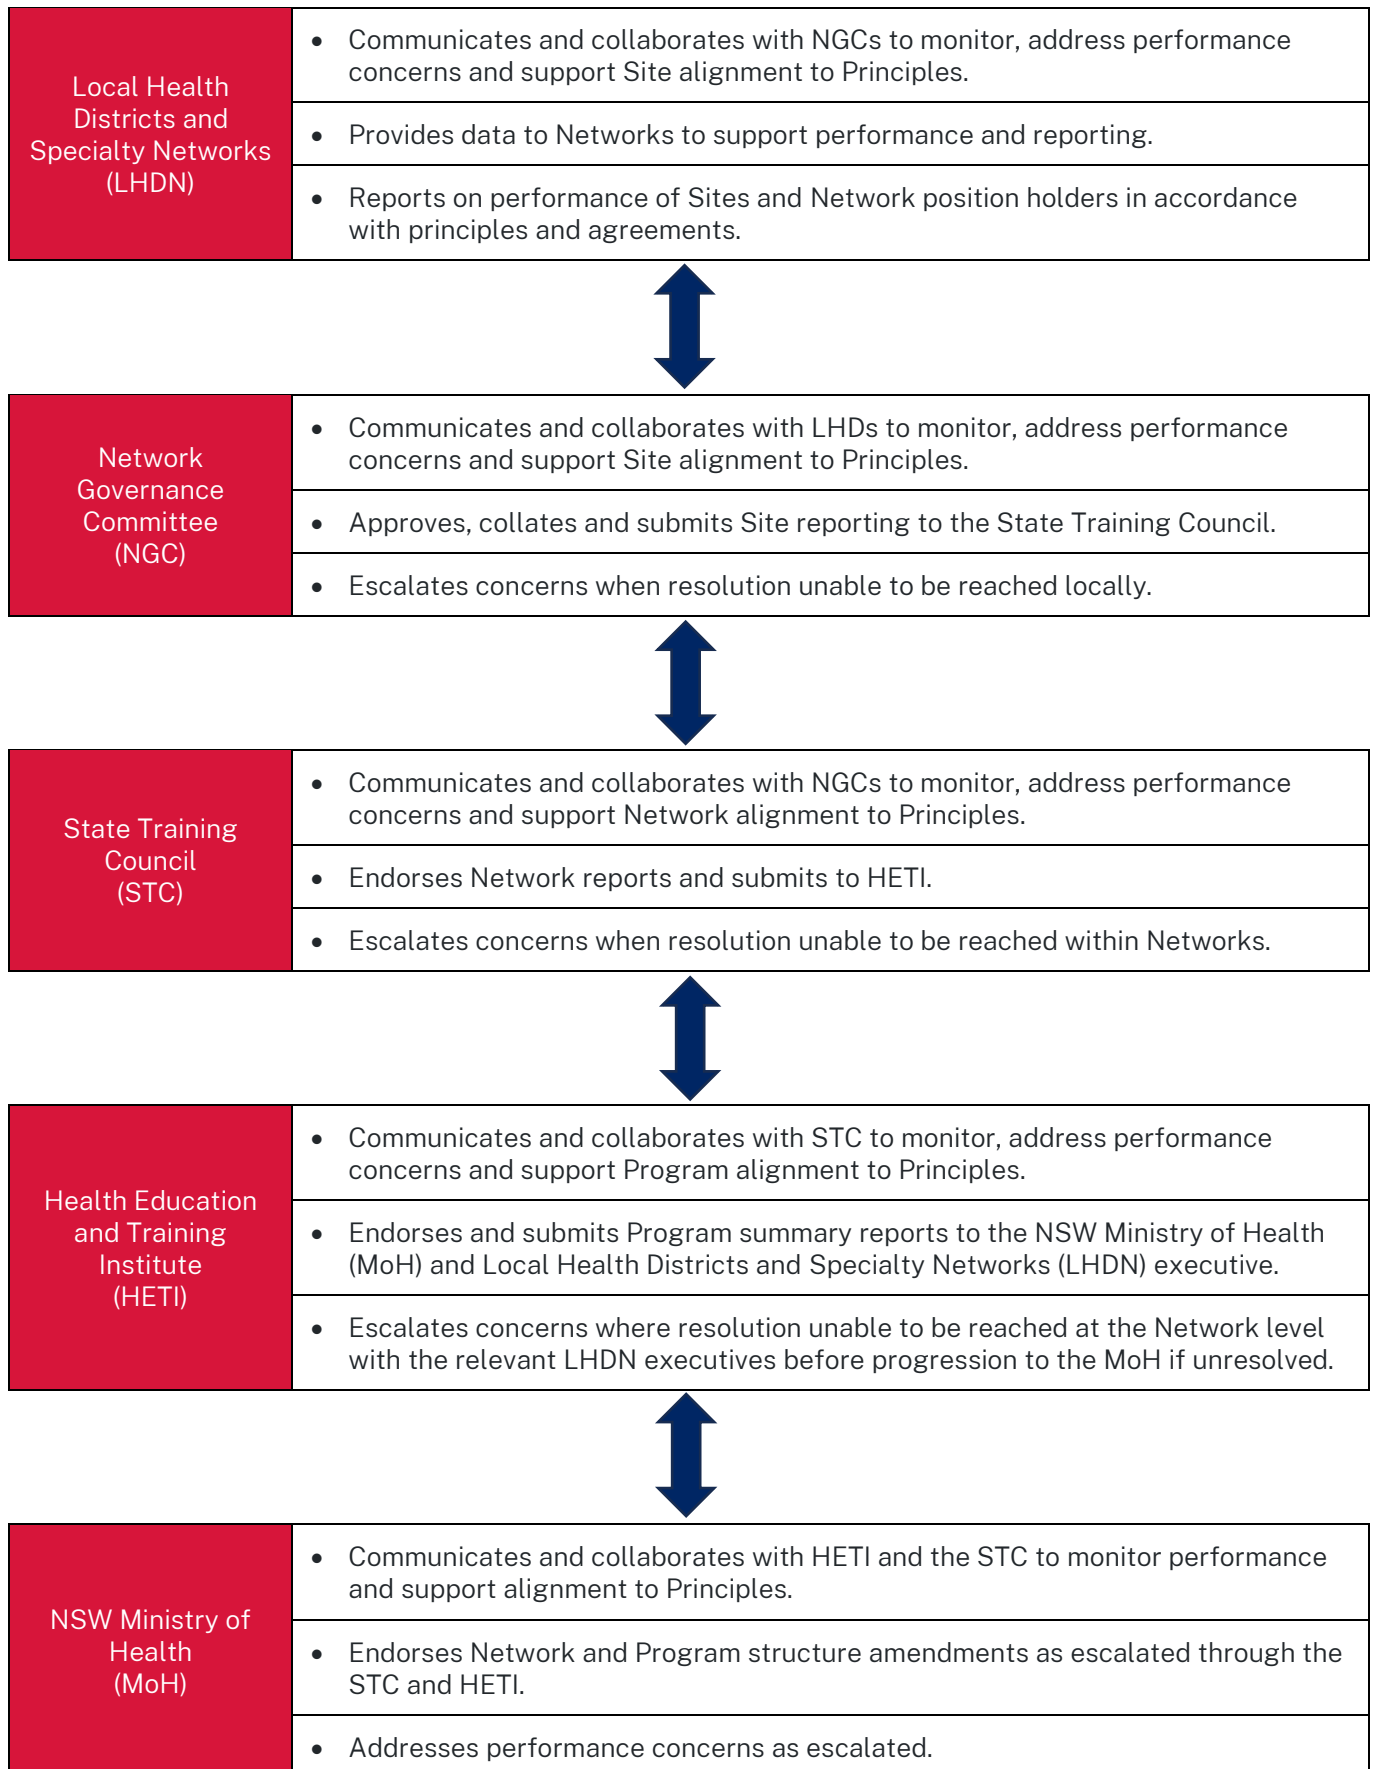 Local Health
Districts and
Specialty Networks
(LHDN)
• Communicates and collaborates with NGCs to monitor, address performance
concerns and support Site alignment to Principles.
• Provides data to Networks to support performance and reporting.
• Reports on performance of Sites and Network position holders in accordance
with principles and agreements.
Network
Governance
Committee
(NGC)
• Communicates and collaborates with LHDs to monitor, address performance
concerns and support Site alignment to Principles.
• Approves, collates and submits Site reporting to the State Training Council.
• Escalates concerns when resolution unable to be reached locally.
State Training
Council
(STC)
• Communicates and collaborates with NGCs to monitor, address performance
concerns and support Network alignment to Principles.
• Endorses Network reports and submits to HETI.
• Escalates concerns when resolution unable to be reached within Networks.
Health Education
and Training
Institute
(HETI)
• Communicates and collaborates with STC to monitor, address performance
concerns and support Program alignment to Principles.
• Endorses and submits Program summary reports to the NSW Ministry of Health
(MoH) and Local Health Districts and Specialty Networks (LHDN) executive.
• Escalates concerns where resolution unable to be reached at the Network level
with the relevant LHDN executives before progression to the MoH if unresolved.
NSW Ministry of
Health
(MoH)
• Communicates and collaborates with HETI and the STC to monitor performance
and support alignment to Principles.
• Endorses Network and Program structure amendments as escalated through the
STC and HETI.
• Addresses performance concerns as escalated.